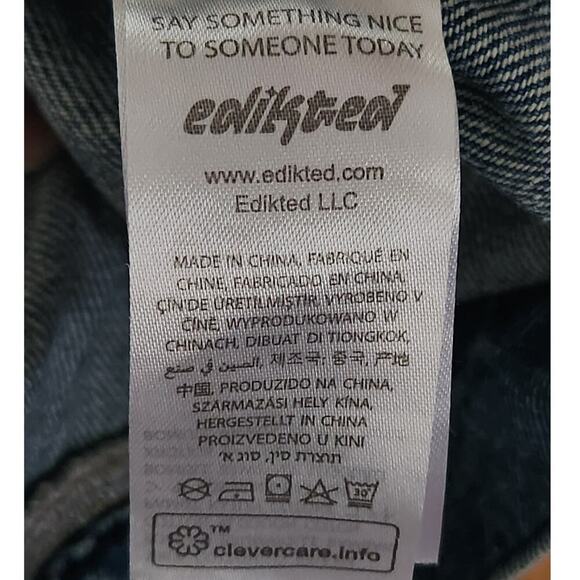 SAY SOMETHING NICE
TO SOMEONE TODAY
edikted
www.edikted.com
Edikted LLC
MADE IN CHINA, FABRIQUÉ EN
CHINE, FABRICADO EN CHINA,
ÇİN'DE ÜRETİLMİŞTİR, VYROBENO V
ČÍNĚ, WYPRODUKOWANO W
CHINACH, DIBUAT DI TIONGKOK,
الصين في صنع, 제조국: 중국, 产地
中国, PRODUZIDO NA CHINA,
SZÁRMAZÁSI HELY KÍNA,
HERGESTELLT IN CHINA
PROIZVEDENO U KINI
תוצרת סין, סוג א'
30°
TM
clevercare.info